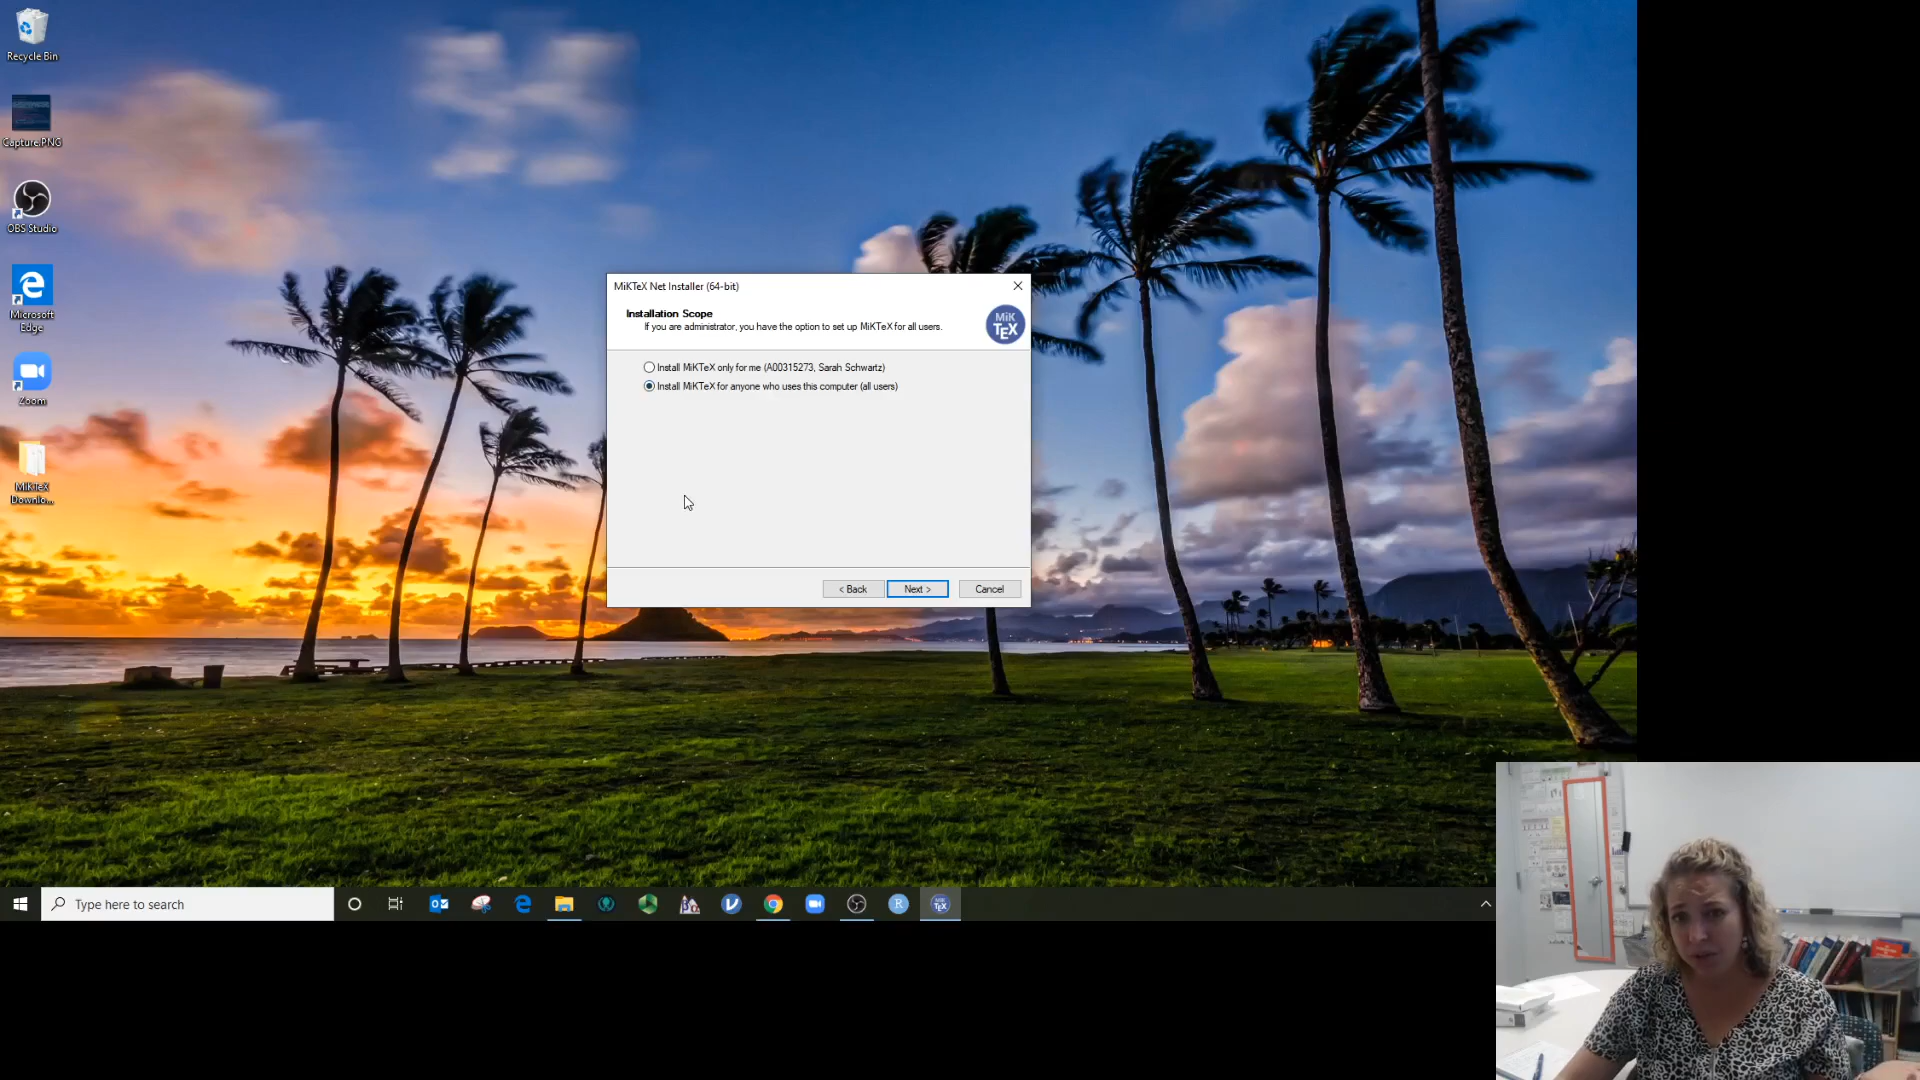 Recycle Bin
Capture.PNG
OBS Studio
Microsoft
Edge
Zoom
MiKTeX
Downlo...
MiKTeX Net Installer (64-bit)
Installation Scope
If you are administrator, you have the option to set up MiKTeX for all users.
MiK
TEX
Install MiKTeX only for me (A00315273, Sarah Schwartz)
Install MiKTeX for anyone who uses this computer (all users)
< Back
Next >
Cancel
Type here to search